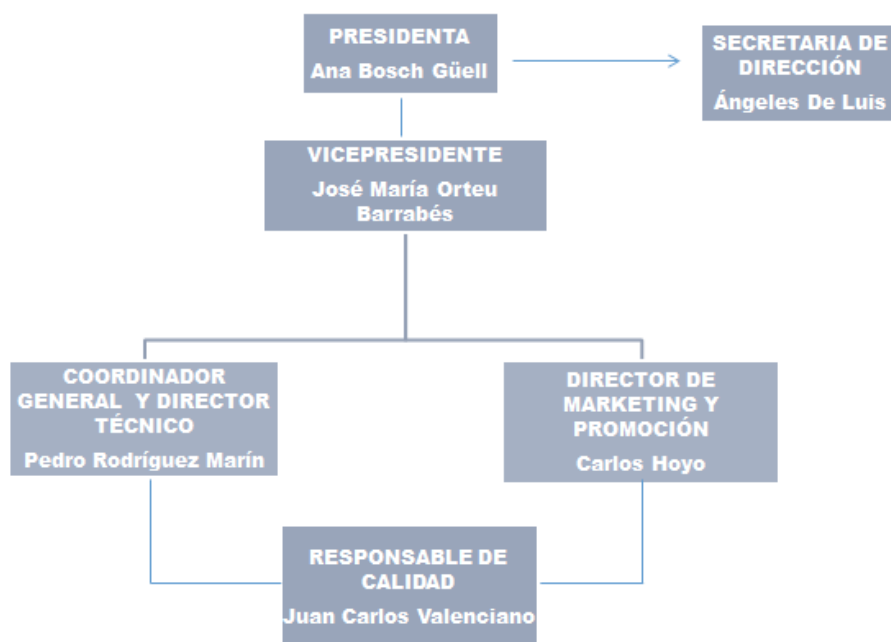 PRESIDENTA
Ana Bosch Güell
SECRETARIA DE
DIRECCIÓN
Ángeles De Luis
VICEPRESIDENTE
José María Orteu
Barrabés
COORDINADOR
GENERAL Y DIRECTOR
TÉCNICO
Pedro Rodríguez Marín
DIRECTOR DE
MARKETING Y
PROMOCIÓN
Carlos Hoyo
RESPONSABLE DE
CALIDAD
Juan Carlos Valenciano